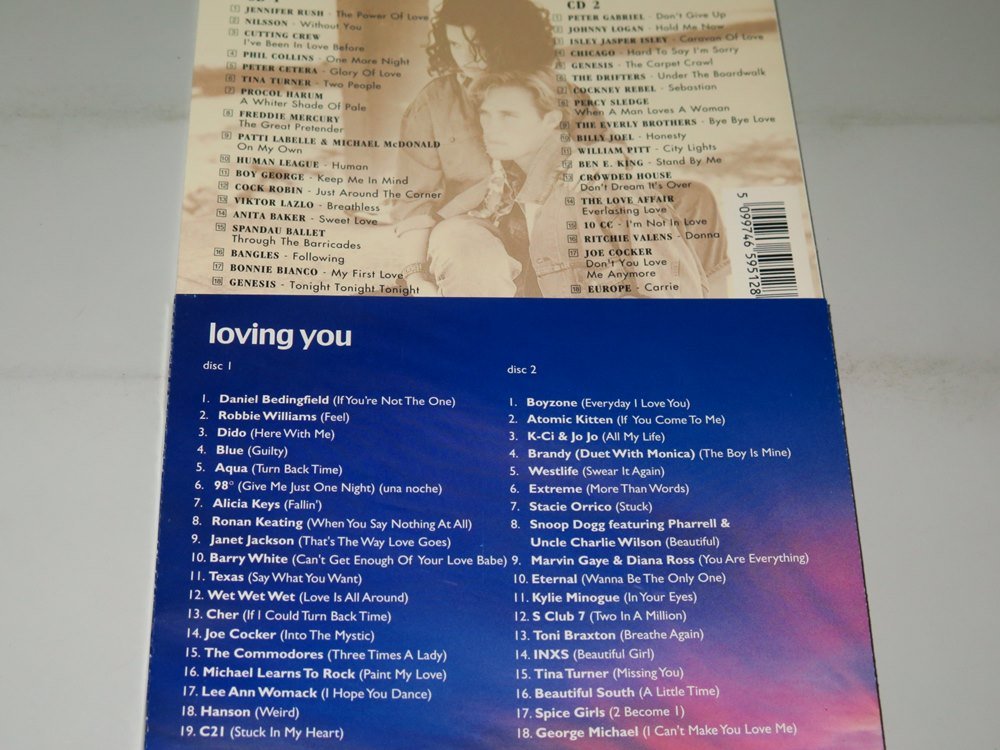 CD 1
1 JENNIFER RUSH - The Power Of Love
2 NILSSON - Without You
3 CUTTING CREW
I've Been In Love Before
4 PHIL COLLINS - One More Night
5 PETER CETERA - Glory Of Love
6 TINA TURNER - Two People
7 PROCOL HARUM
A Whiter Shade Of Pale
8 FREDDIE MERCURY
The Great Pretender
9 PATTI LABELLE & MICHAEL McDONALD
On My Own
10 HUMAN LEAGUE - Human
11 BOY GEORGE - Keep Me In Mind
12 COCK ROBIN - Just Around The Corner
13 VIKTOR LAZLO - Breathless
14 ANITA BAKER - Sweet Love
15 SPANDAU BALLET
Through The Barricades
16 BANGLES - Following
17 BONNIE BIANCO - My First Love
18 GENESIS - Tonight Tonight Tonight
CD 2
1 PETER GABRIEL - Don't Give Up
2 JOHNNY LOGAN - Hold Me Now
3 ISLEY JASPER ISLEY - Caravan Of Love
4 CHICAGO - Hard To Say I'm Sorry
5 GENESIS - The Carpet Crawl
6 THE DRIFTERS - Under The Boardwalk
7 COCKNEY REBEL - Sebastian
8 PERCY SLEDGE
When A Man Loves A Woman
9 THE EVERLY BROTHERS - Bye Bye Love
10 BILLY JOEL - Honesty
11 WILLIAM PITT - City Lights
12 BEN E. KING - Stand By Me
13 CROWDED HOUSE
Don't Dream It's Over
14 THE LOVE AFFAIR
Everlasting Love
15 10 CC - I'm Not In Love
16 RITCHIE VALENS - Donna
17 JOE COCKER
Don't You Love
Me Anymore
18 EUROPE - Carrie
5 099746 595128
loving you
disc 1
1. Daniel Bedingfield (If You're Not The One)
2. Robbie Williams (Feel)
3. Dido (Here With Me)
4. Blue (Guilty)
5. Aqua (Turn Back Time)
6. 98° (Give Me Just One Night) (una noche)
7. Alicia Keys (Fallin')
8. Ronan Keating (When You Say Nothing At All)
9. Janet Jackson (That's The Way Love Goes)
10. Barry White (Can't Get Enough Of Your Love Babe)
11. Texas (Say What You Want)
12. Wet Wet Wet (Love Is All Around)
13. Cher (If I Could Turn Back Time)
14. Joe Cocker (Into The Mystic)
15. The Commodores (Three Times A Lady)
16. Michael Learns To Rock (Paint My Love)
17. Lee Ann Womack (I Hope You Dance)
18. Hanson (Weird)
19. C21 (Stuck In My Heart)
disc 2
1. Boyzone (Everyday I Love You)
2. Atomic Kitten (If You Come To Me)
3. K-Ci & Jo Jo (All My Life)
4. Brandy (Duet With Monica) (The Boy Is Mine)
5. Westlife (Swear It Again)
6. Extreme (More Than Words)
7. Stacie Orrico (Stuck)
8. Snoop Dogg featuring Pharrell &
Uncle Charlie Wilson (Beautiful)
9. Marvin Gaye & Diana Ross (You Are Everything)
10. Eternal (Wanna Be The Only One)
11. Kylie Minogue (In Your Eyes)
12. S Club 7 (Two In A Million)
13. Toni Braxton (Breathe Again)
14. INXS (Beautiful Girl)
15. Tina Turner (Missing You)
16. Beautiful South (A Little Time)
17. Spice Girls (2 Become 1)
18. George Michael (I Can't Make You Love Me)